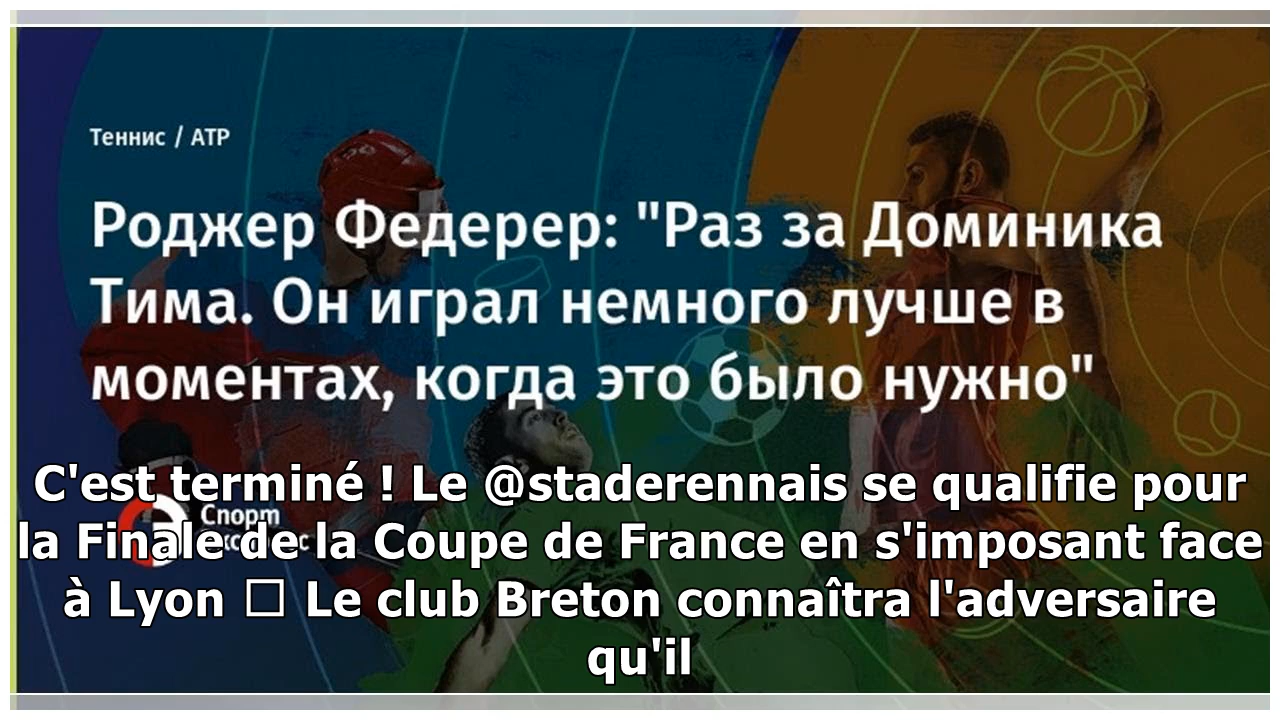 Теннис / ATP
Роджер Федерер: "Раз за Доминика
Тима. Он играл немного лучше в
моментах, когда это было нужно"
C'est terminé ! Le @staderennais se qualifie pour
Спорт
la Finale de la Coupe de France en s'imposant face
à Lyon □ Le club Breton connaîtra l'adversaire
qu'il